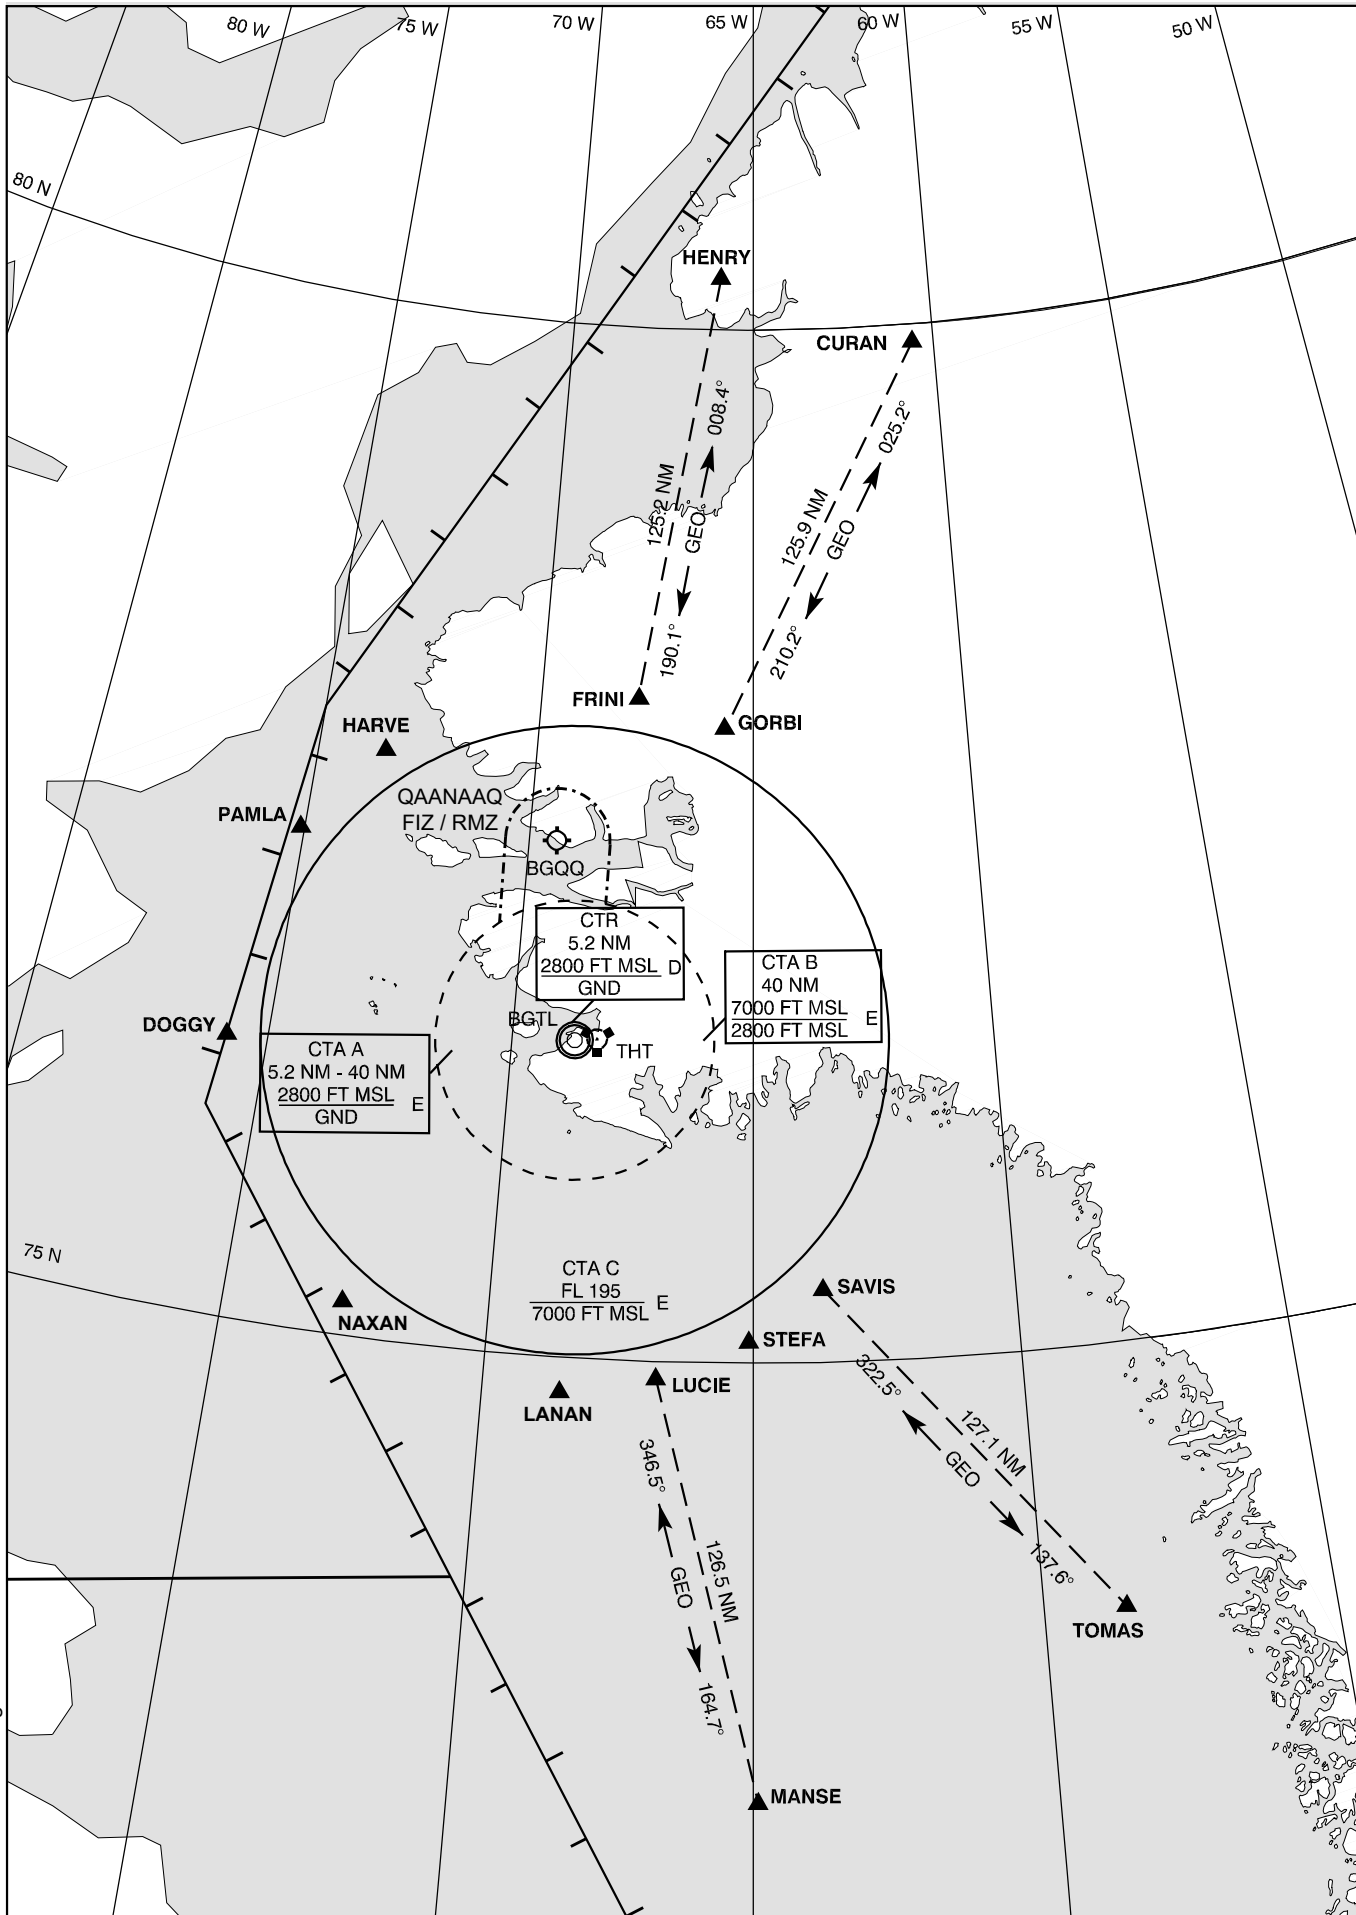 80 W
75 W
70 W
65 W
60 W
55 W
50 W
80 N
HENRY
CURAN
008.4°
025.2°
125.2 NM
GEO
125.9 NM
GEO
190.1°
210.2°
FRINI
GORBI
HARVE
QAANAAQ
FIZ / RMZ
PAMLA
BGQQ
CTR
5.2 NM
2800 FT MSL D
GND
CTA B
40 NM
7000 FT MSL
2800 FT MSL E
DOGGY
BGTL
THT
CTA A
5.2 NM - 40 NM
2800 FT MSL E
GND
75 N
CTA C
FL 195
7000 FT MSL E
SAVIS
NAXAN
STEFA
LUCIE
LANAN
322.5°
127.1 NM
GEO
137.6°
346.5°
126.5 NM
GEO
164.7°
TOMAS
MANSE